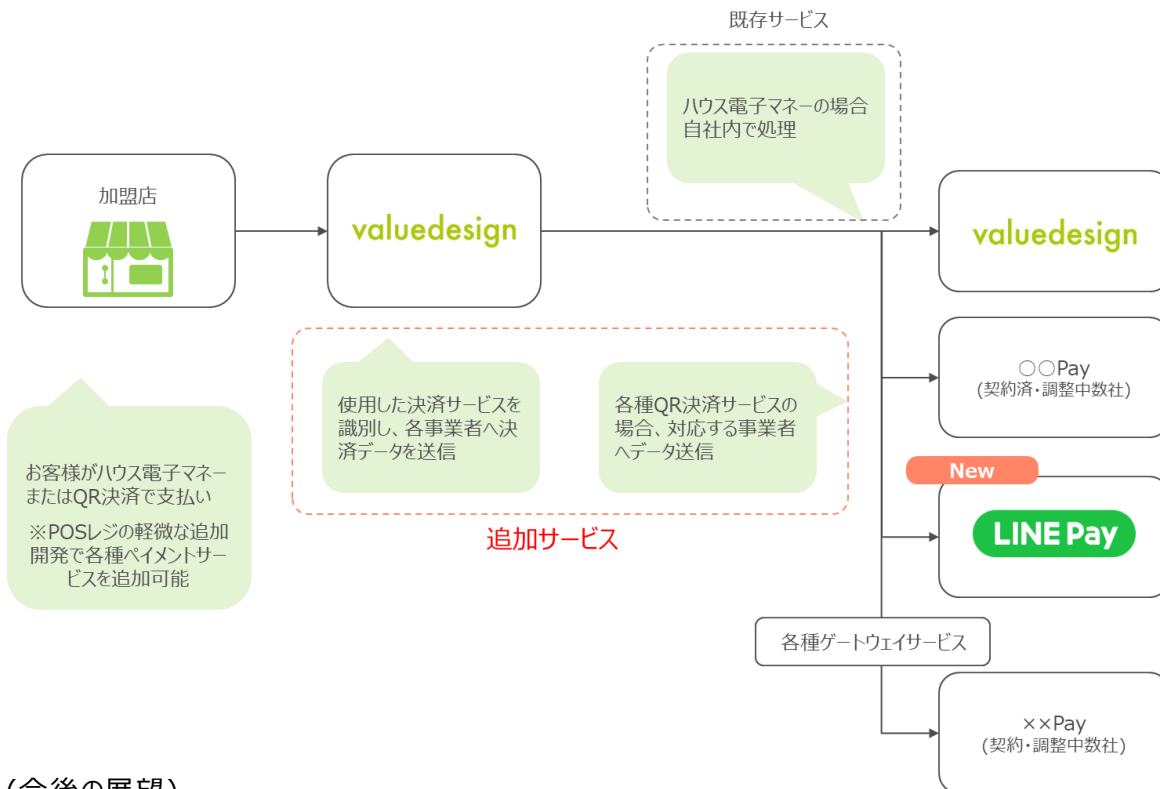 既存サービス
ハウス電子マネーの場合
自社内で処理
加盟店
valuedesign
valuedesign
○○Pay
(契約済・調整中数社)
使用した決済サービスを
識別し、各事業者へ決
済データを送信
各種QR決済サービスの
場合、対応する事業者
へデータ送信
お客様がハウス電子マネー
またはQR決済で支払い
※POSレジの軽微な追加
開発で各種ペイメントサー
ビスを追加可能
追加サービス
New
LINE Pay
各種ゲートウェイサービス
××Pay
(契約・調整中数社)
(今後の展望)